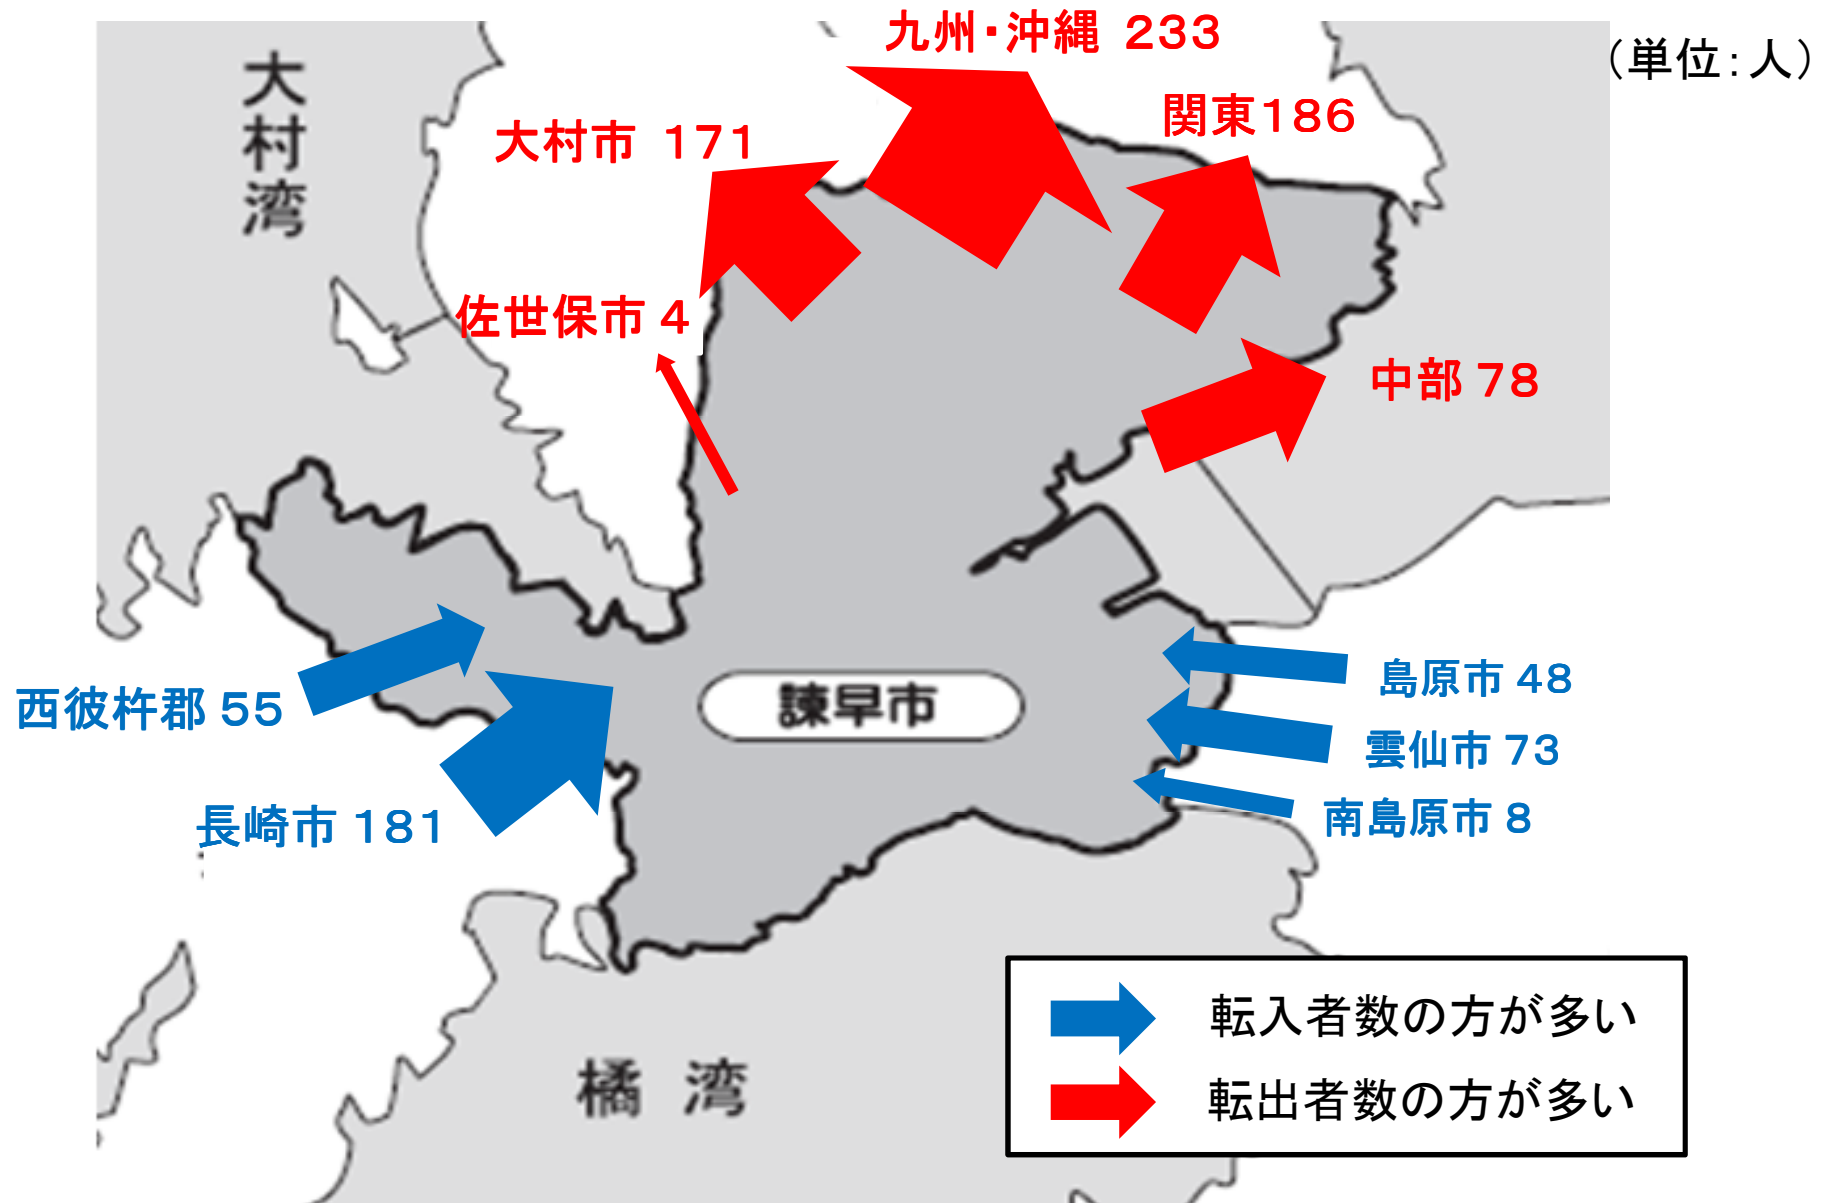 九州・沖縄 233
（単位：人）
大村湾
関東186
大村市 171
佐世保市 4
中部 78
西彼杵郡 55
諫早市
島原市 48
雲仙市 73
長崎市 181
南島原市 8
転入者数の方が多い
橘湾
転出者数の方が多い